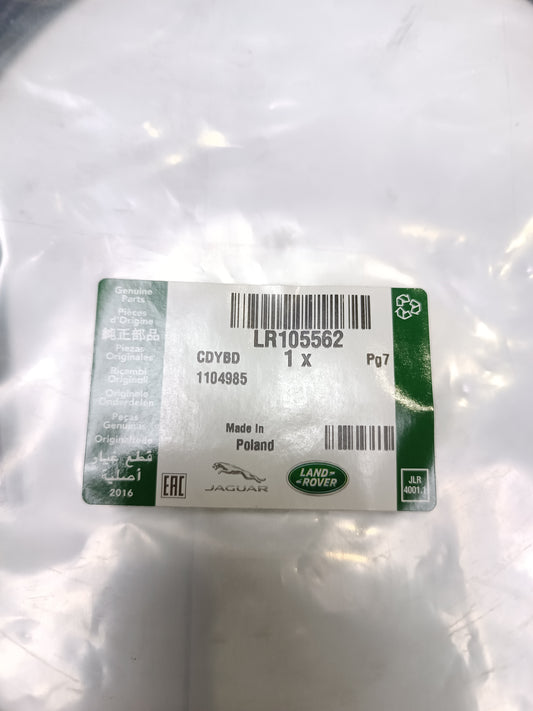 Genuine
Parts
Pièces
d'Origine
純正部品
Piezas
Originales
Ricambi
Originali
Originele
Onderdelen
Peças
Genuínas
Originalteile
قطع غيار
أصلية
2016
LR105562
CDYBD
1 x
Pg7
1104985
Made In
Poland
EAC
JAGUAR
LAND
ROVER
JLR
4001.1